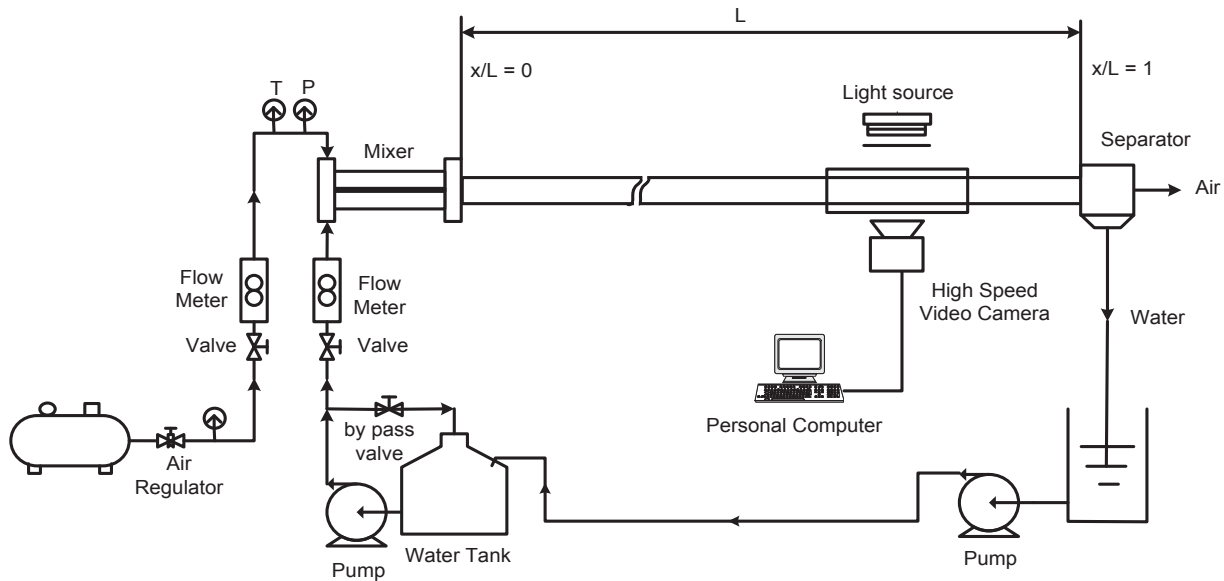 L
x/L = 0
x/L = 1
T
P
Light source
Mixer
Separator
Air
Flow
Meter
Flow
Meter
High Speed
Video Camera
Water
Valve
Valve
Personal Computer
by pass
valve
Air
Regulator
Water Tank
Pump
Pump